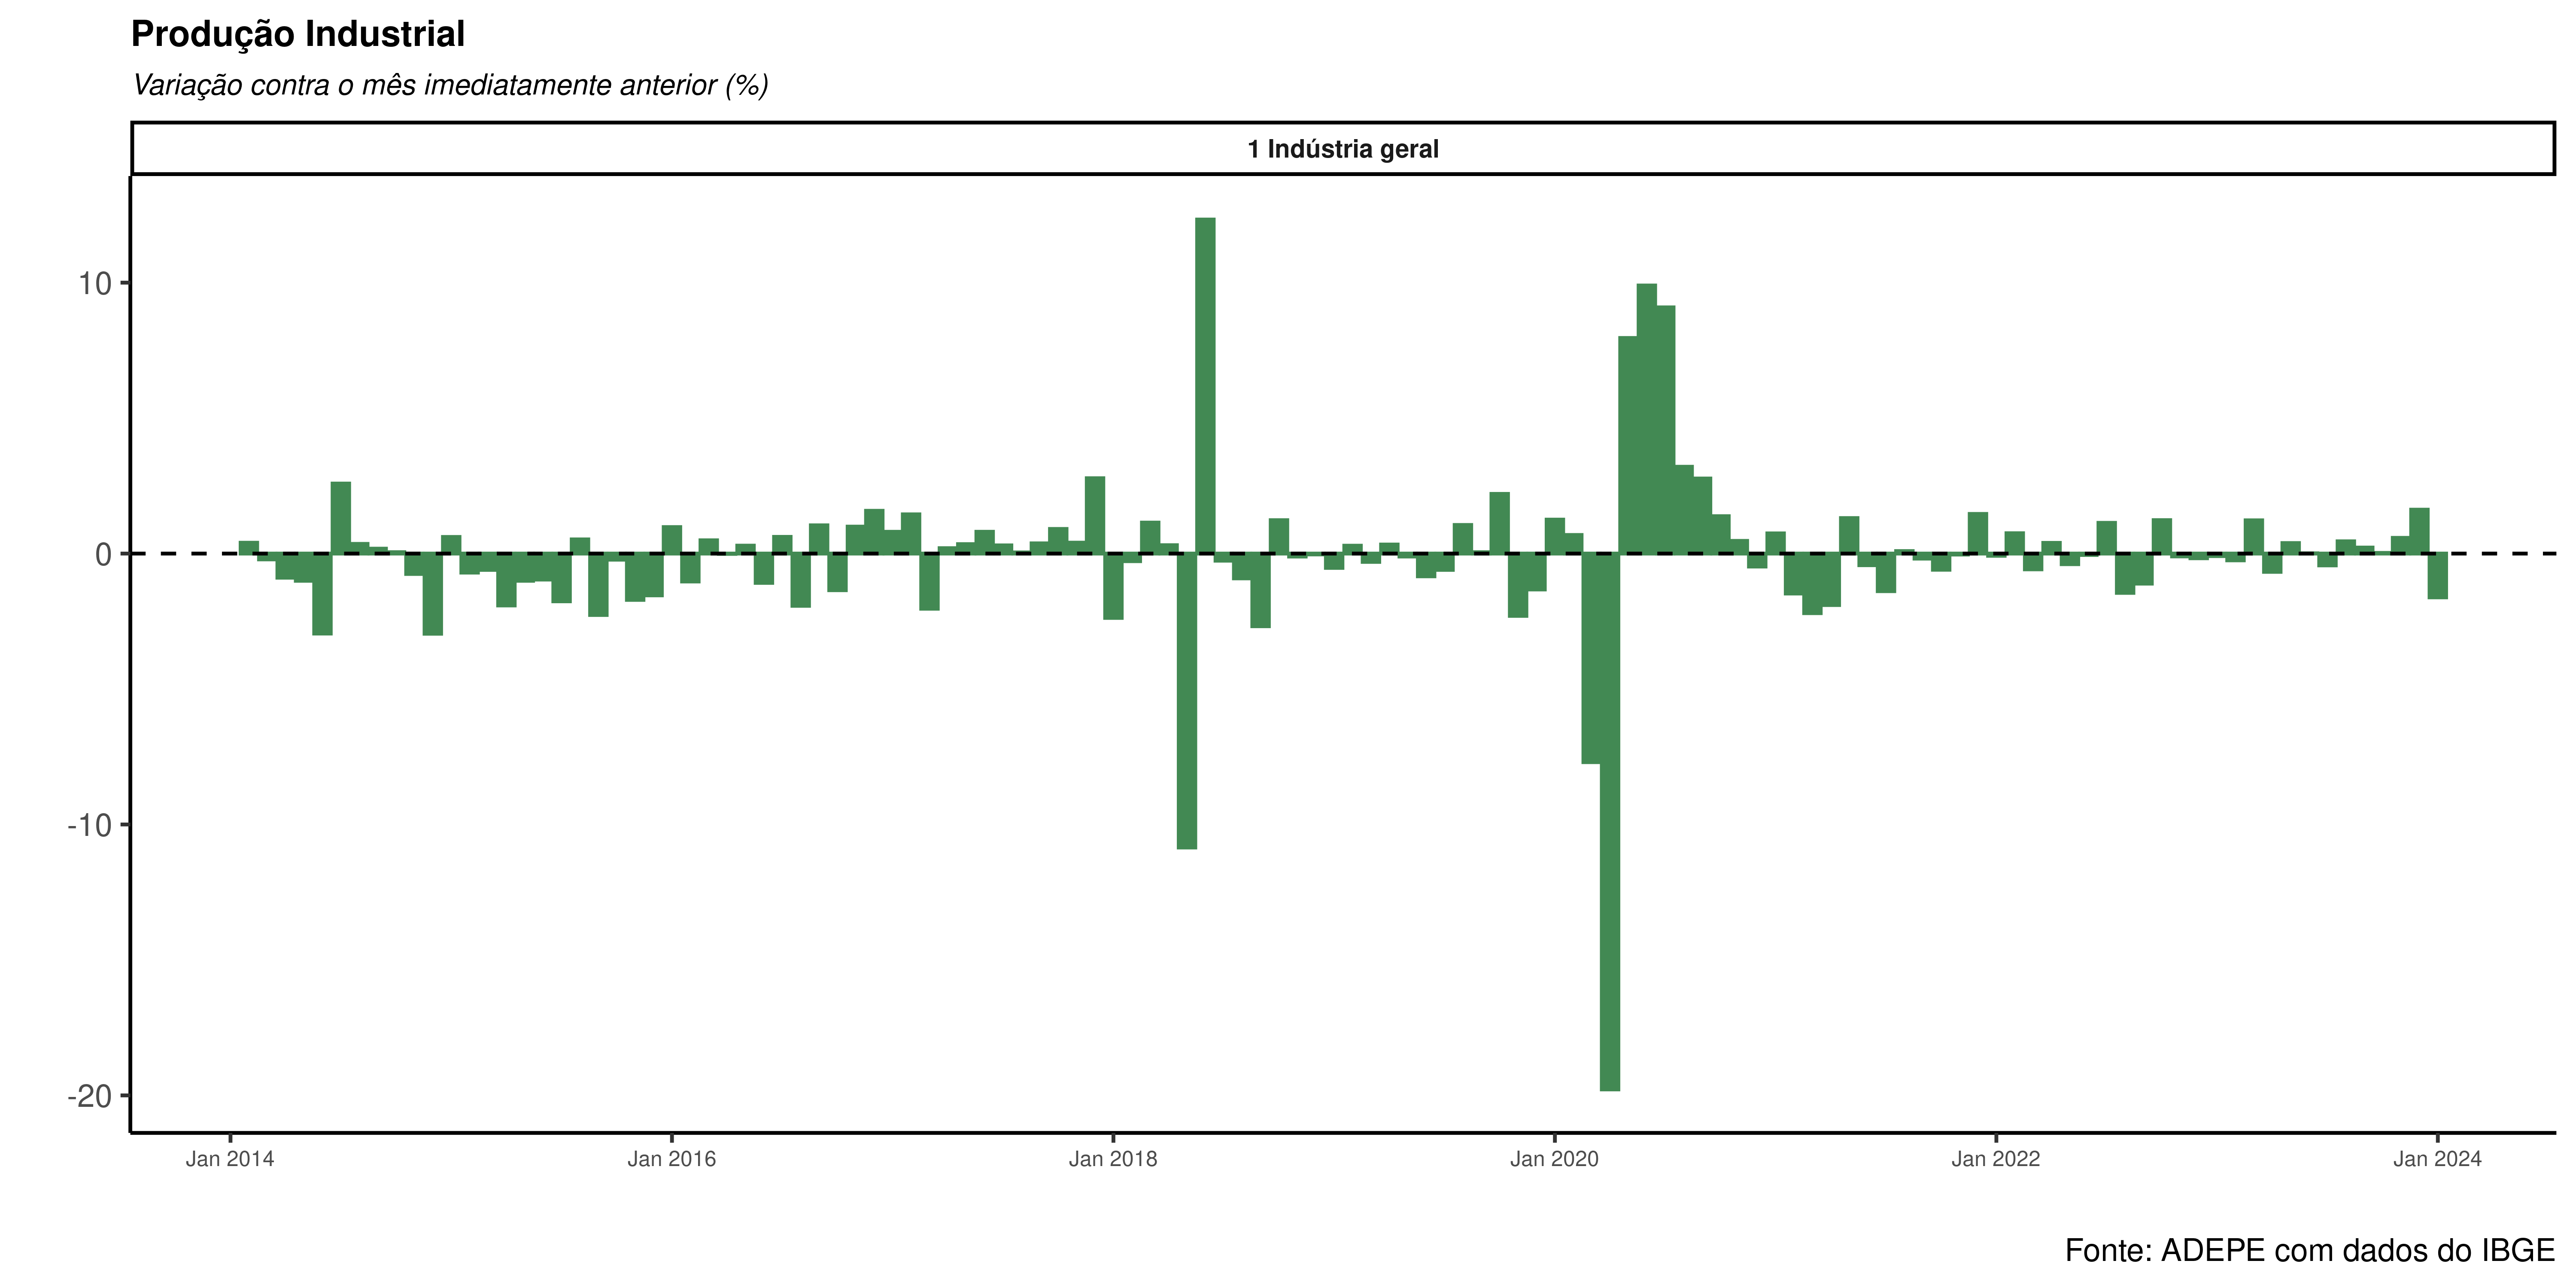 Produção Industrial
Variação contra o mês imediatamente anterior (%)
1 Indústria geral
10
0
-10
-20
Jan 2014 Jan 2016 Jan 2018 Jan 2020 Jan 2022 Jan 2024
Fonte: ADEPE com dados do IBGE